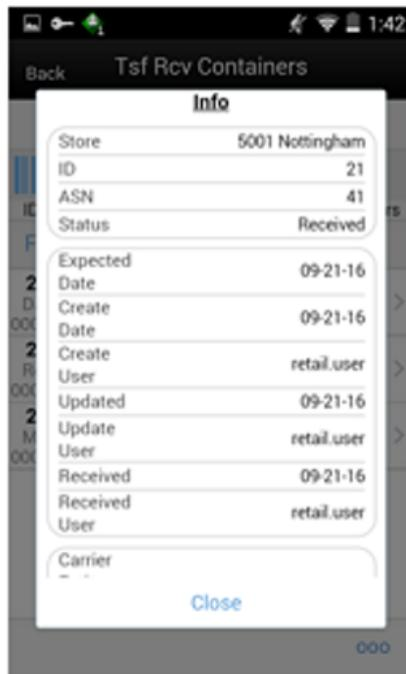 1:42
Back
Tsf Rcv Containers
Info
Store 5001 Nottingham
ID 21
ASN 41
Status Received
Expected
Date 09-21-16
Create
Date 09-21-16
Create
User retail.user
Updated 09-21-16
Update
User retail.user
Received 09-21-16
Received
User retail.user
Carrier
Close